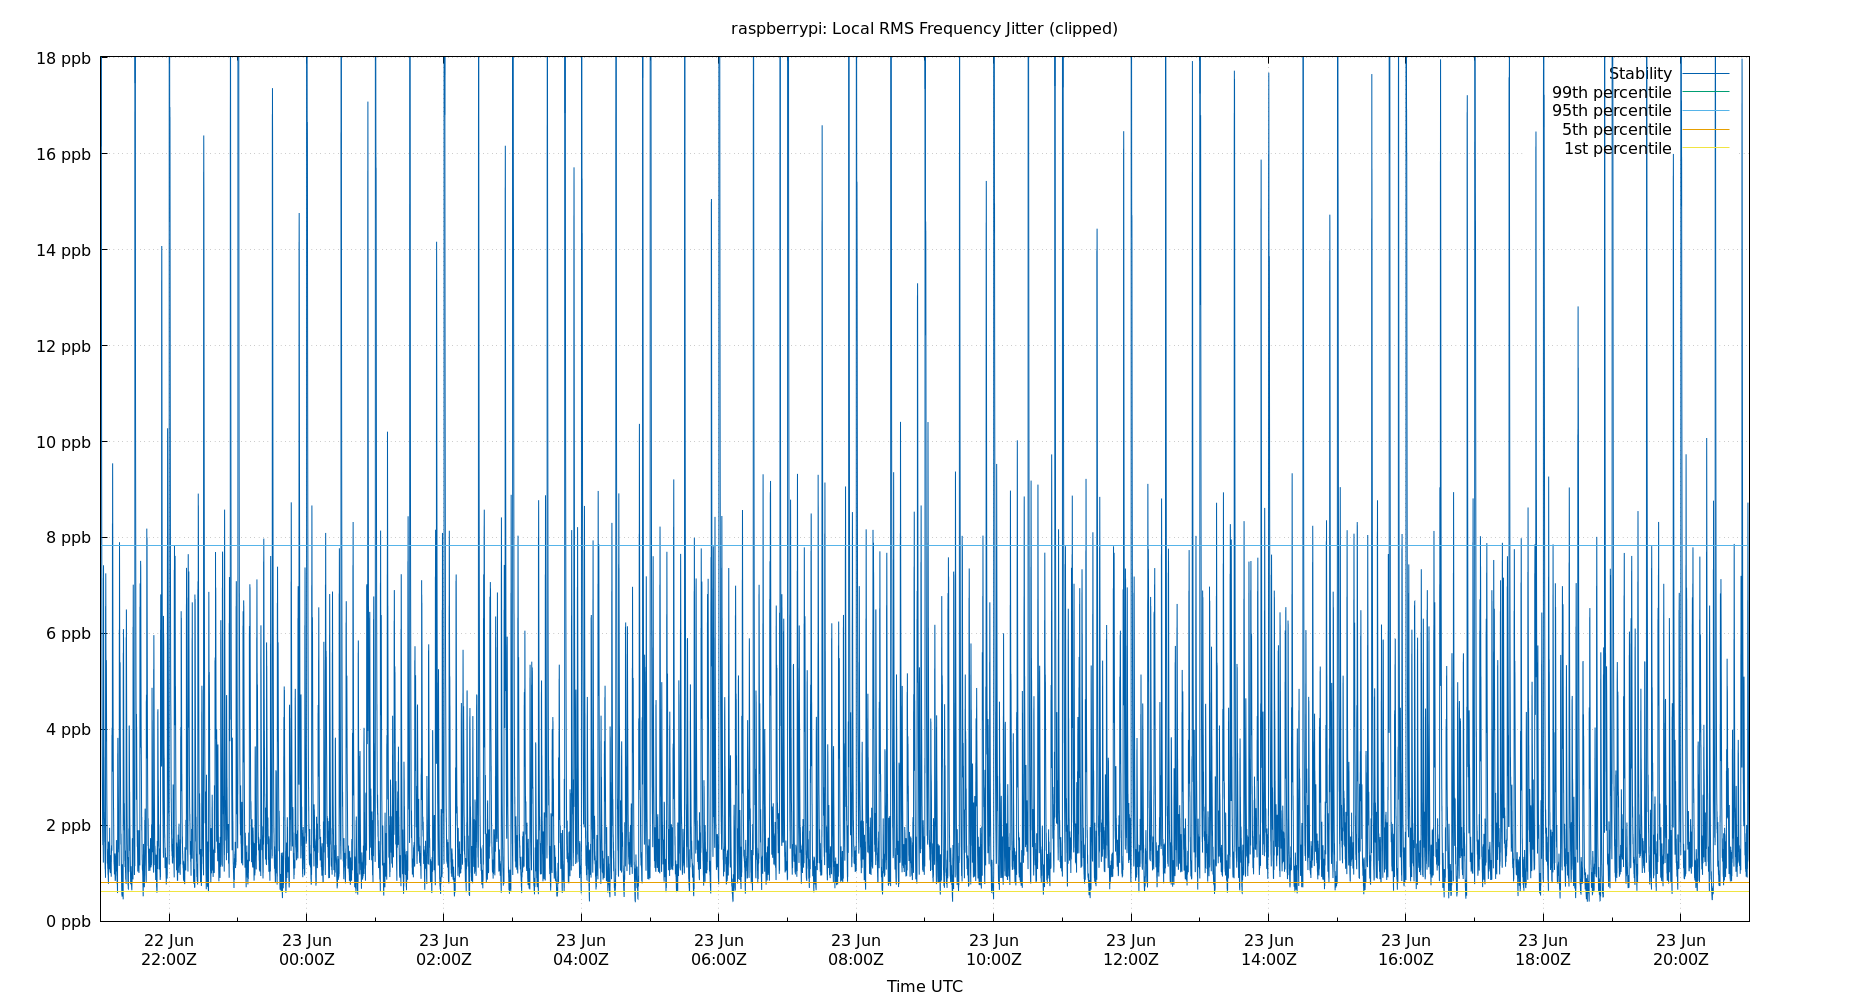 raspberrypi: Local RMS Frequency Jitter (clipped)
18 ppb
16 ppb
14 ppb
12 ppb
10 ppb
8 ppb
6 ppb
4 ppb
2 ppb
0 ppb
Stability
99th percentile
95th percentile
5th percentile
1st percentile
22 Jun 23 Jun 23 Jun 23 Jun 23 Jun 23 Jun 23 Jun 23 Jun 23 Jun 23 Jun 23 Jun 23 Jun
22:00Z 00:00Z 02:00Z 04:00Z 06:00Z 08:00Z 10:00Z 12:00Z 14:00Z 16:00Z 18:00Z 20:00Z
Time UTC